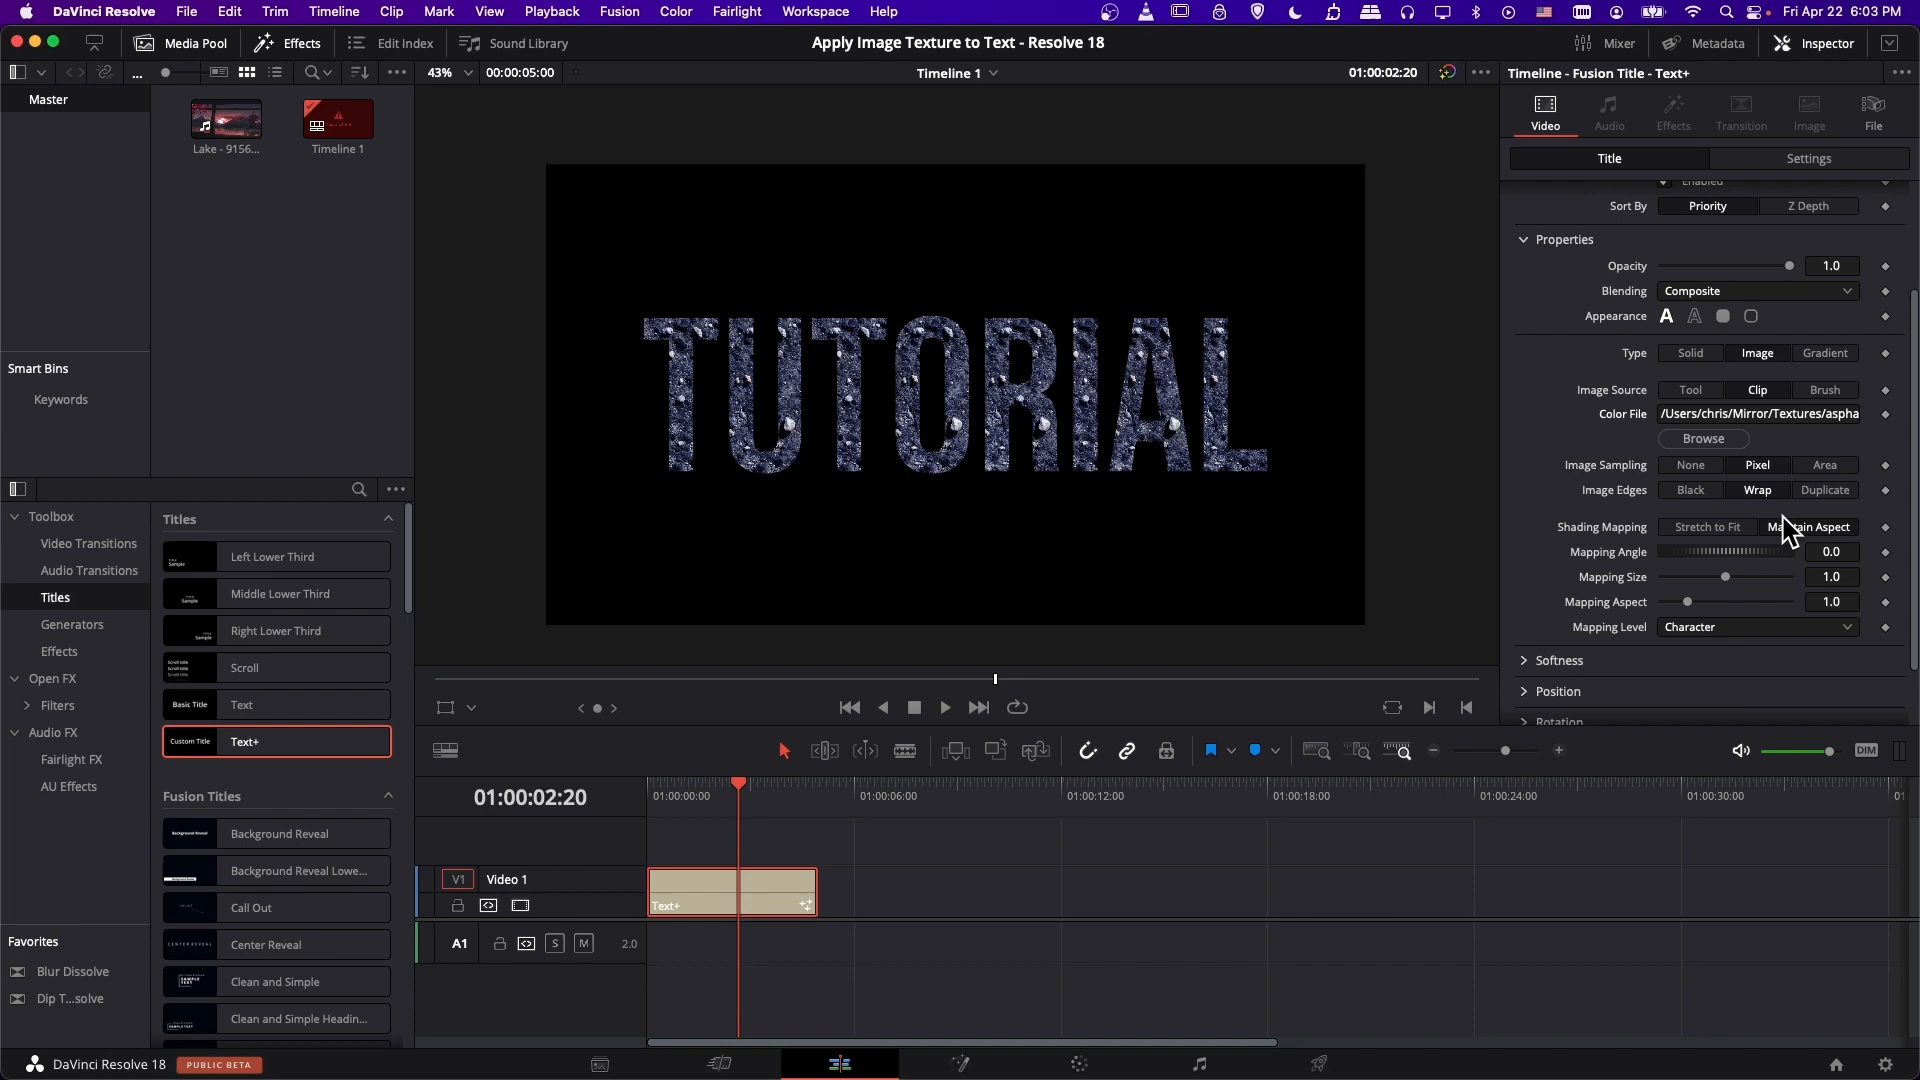 DaVinci Resolve File Edit Trim Timeline Clip Mark View Playback Fusion Color Fairlight Workspace Help Fri Apr 22 6:03 PM
Media Pool Effects Edit Index Sound Library Apply Image Texture to Text - Resolve 18 Mixer Metadata Inspector
43% 00:00:05:00 Timeline 1 01:00:02:20 Timeline - Fusion Title - Text+
Master
Lake - 9156...
Timeline 1
Smart Bins
Keywords
Video Audio Effects Transition Image File
Title Settings
Enabled
Sort By Priority Z Depth
Properties
Opacity 1.0
Blending Composite
Appearance A A
Type Solid Image Gradient
Image Source Tool Clip Brush
Color File /Users/chris/Mirror/Textures/aspha
Browse
Image Sampling None Pixel Area
Image Edges Black Wrap Duplicate
Shading Mapping Stretch to Fit
Mapping Angle 0.0
Mapping Size 1.0
Mapping Aspect 1.0
Mapping Level Character
Softness
Position
Rotation
TUTORIAL
Toolbox
Video Transitions
Audio Transitions
Titles
Generators
Effects
Open FX
Filters
Audio FX
Fairlight FX
AU Effects
Favorites
Blur Dissolve
Dip T...solve
Titles
Left Lower Third
Middle Lower Third
Right Lower Third
Scroll
Basic Title Text
Custom Title Text+
Fusion Titles
Background Reveal
Background Reveal Lowe...
Call Out
CENTER REVEAL Center Reveal
Clean and Simple
Clean and Simple Headin...
DIM
01:00:02:20 01:00:00:00 01:00:06:00 01:00:12:00 01:00:18:00 01:00:24:00 01:00:30:00
V1 Video 1
Text+
A1 S M 2.0
DaVinci Resolve 18 PUBLIC BETA